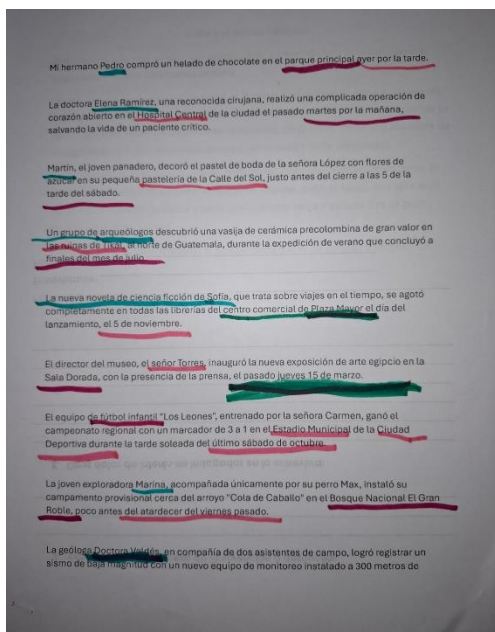 Mi hermano Pedro compró un helado de chocolate en el parque principal ayer por la tarde.
La doctora Elena Ramírez, una reconocida cirujana, realizó una complicada operación de
corazón abierto en el Hospital Central de la ciudad el pasado martes por la mañana,
salvando la vida de un paciente crítico.
Martín, el joven panadero, decoró el pastel de boda de la señora López con flores de
azúcar en su pequeña pastelería de la Calle del Sol, justo antes del cierre a las 5 de la
tarde del sábado.
Un grupo de arqueólogos descubrió una vasija de cerámica precolombina de gran valor en
las ruinas de Tikal, al norte de Guatemala, durante la expedición de verano que concluyó a
finales del mes de julio.
La nueva novela de ciencia ficción de Sofía, que trata sobre viajes en el tiempo, se agotó
completamente en todas las librerías del centro comercial de Plaza Mayor el día del
lanzamiento, el 5 de noviembre.
El director del museo, el señor Torres, inauguró la nueva exposición de arte egipcio en la
Sala Dorada, con la presencia de la prensa, el pasado jueves 15 de marzo.
El equipo de fútbol infantil "Los Leones", entrenado por la señora Carmen, ganó el
campeonato regional con un marcador de 3 a 1 en el Estadio Municipal de la Ciudad
Deportiva durante la tarde soleada del último sábado de octubre.
La joven exploradora Marina, acompañada únicamente por su perro Max, instaló su
campamento provisional cerca del arroyo "Cola de Caballo" en el Bosque Nacional El Gran
Roble, poco antes del atardecer del viernes pasado.
La geóloga Doctora Valdés, en compañía de dos asistentes de campo, logró registrar un
sismo de baja magnitud con un nuevo equipo de monitoreo instalado a 300 metros de